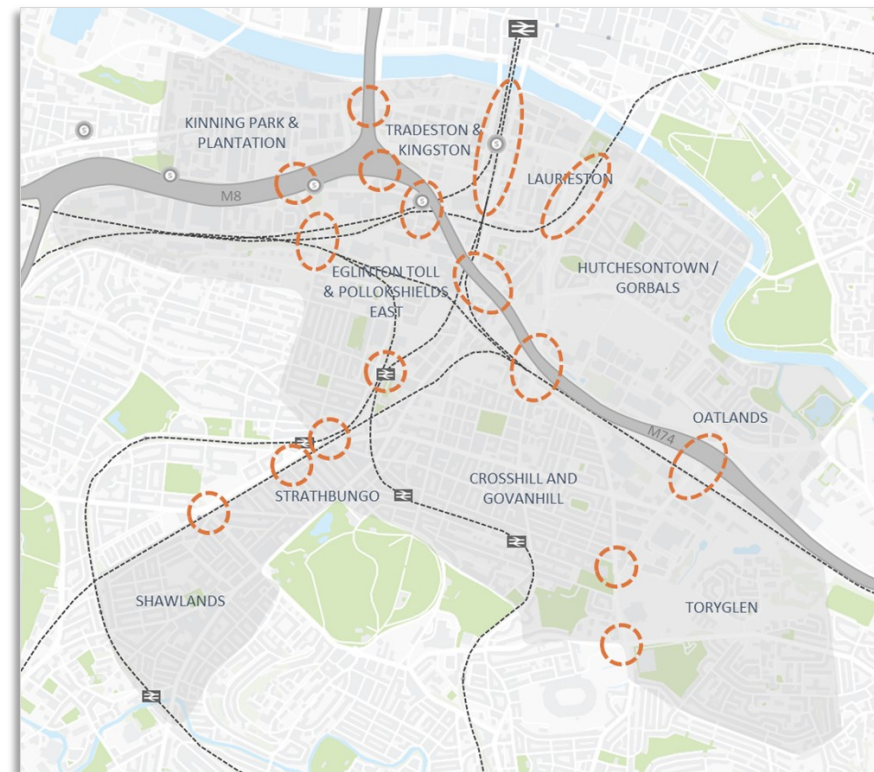 KINNING PARK &
PLANTATION
TRADESTON &
KINGSTON
S
S
S
S
S
M8
LAURIESTON
EGLINTON TOLL
& POLLOKSHIELDS
EAST
HUTCHESONTOWN /
GORBALS
OATLANDS
M74
CROSSHILL AND
GOVANHILL
STRATHBUNGO
SHAWLANDS
TORYGLEN